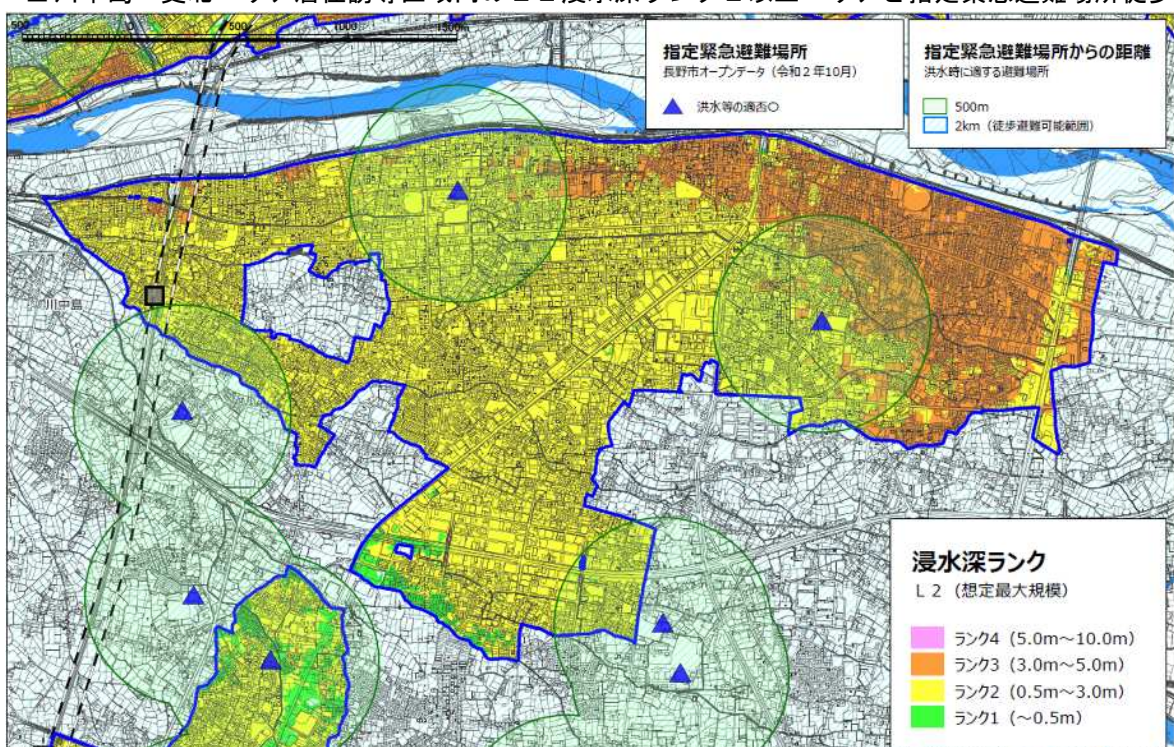 500 0 500 1000 1500m
指定緊急避難場所
長野市オープンデータ（令和2年10月）
洪水等の適否〇
指定緊急避難場所からの距離
洪水時に適する避難場所
500m
2km（徒歩避難可能範囲）
川中島
浸水深ランク
L2（想定最大規模）
ランク4（5.0m～10.0m）
ランク3（3.0m～5.0m）
ランク2（0.5m～3.0m）
ランク1（～0.5m）